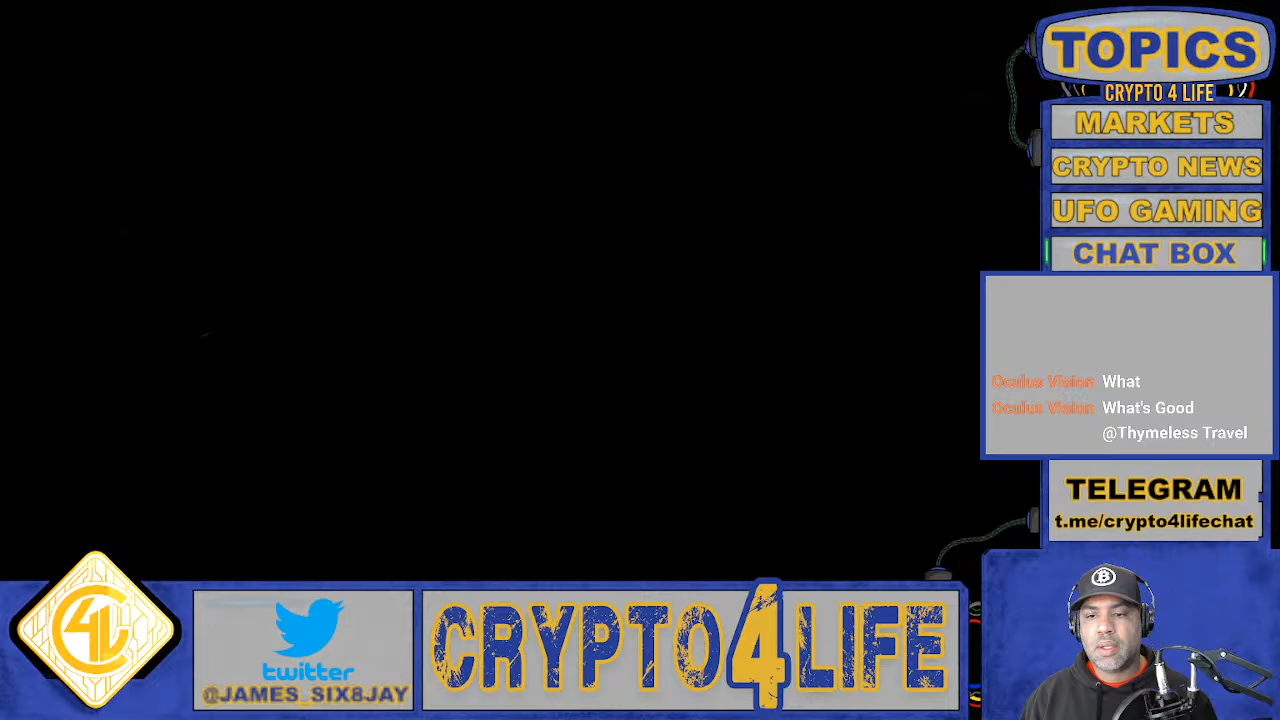 TOPICS
CRYPTO 4 LIFE
MARKETS
CRYPTO NEWS
UFO GAMING
CHAT BOX
Oculus Vision What
Oculus Vision What's Good
@Thymeless Travel
TELEGRAM
t.me/crypto4lifechat
C4L
twitter
@JAMES_SIX8JAY
CRYPTO4LIFE
B